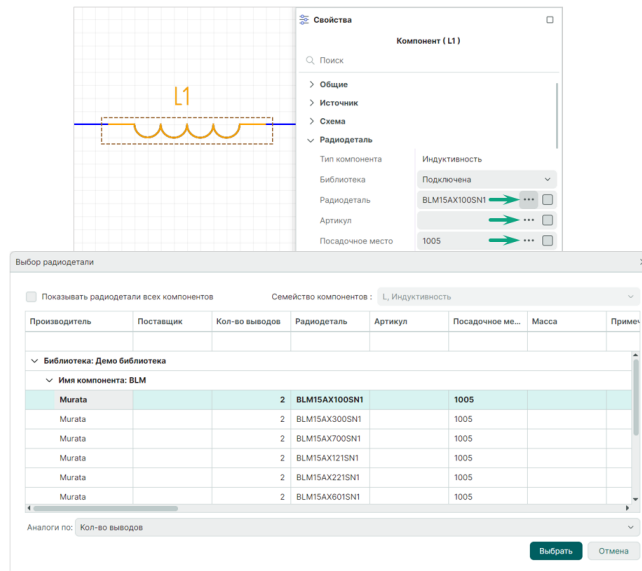 Свойства
Компонент ( L1 )
Поиск
L1
Общие
Источник
Схема
Радиодеталь
Тип компонента Индуктивность
Библиотека Подключена
Радиодеталь BLM15AX100SN1 ...
Артикул ...
Посадочное место 1005 ...
Выбор радиодетали
Показывать радиодетали всех компонентов Семейство компонентов : L, Индуктивность
Производитель Поставщик Кол-во выводов Радиодеталь Артикул Посадочное ме... Масса Примеч
Библиотека: Демо библиотека
Имя компонента: BLM
Murata 2 BLM15AX100SN1 1005
Murata 2 BLM15AX300SN1 1005
Murata 2 BLM15AX700SN1 1005
Murata 2 BLM15AX121SN1 1005
Murata 2 BLM15AX221SN1 1005
Murata 2 BLM15AX601SN1 1005
Аналоги по: Кол-во выводов
Выбрать Отмена